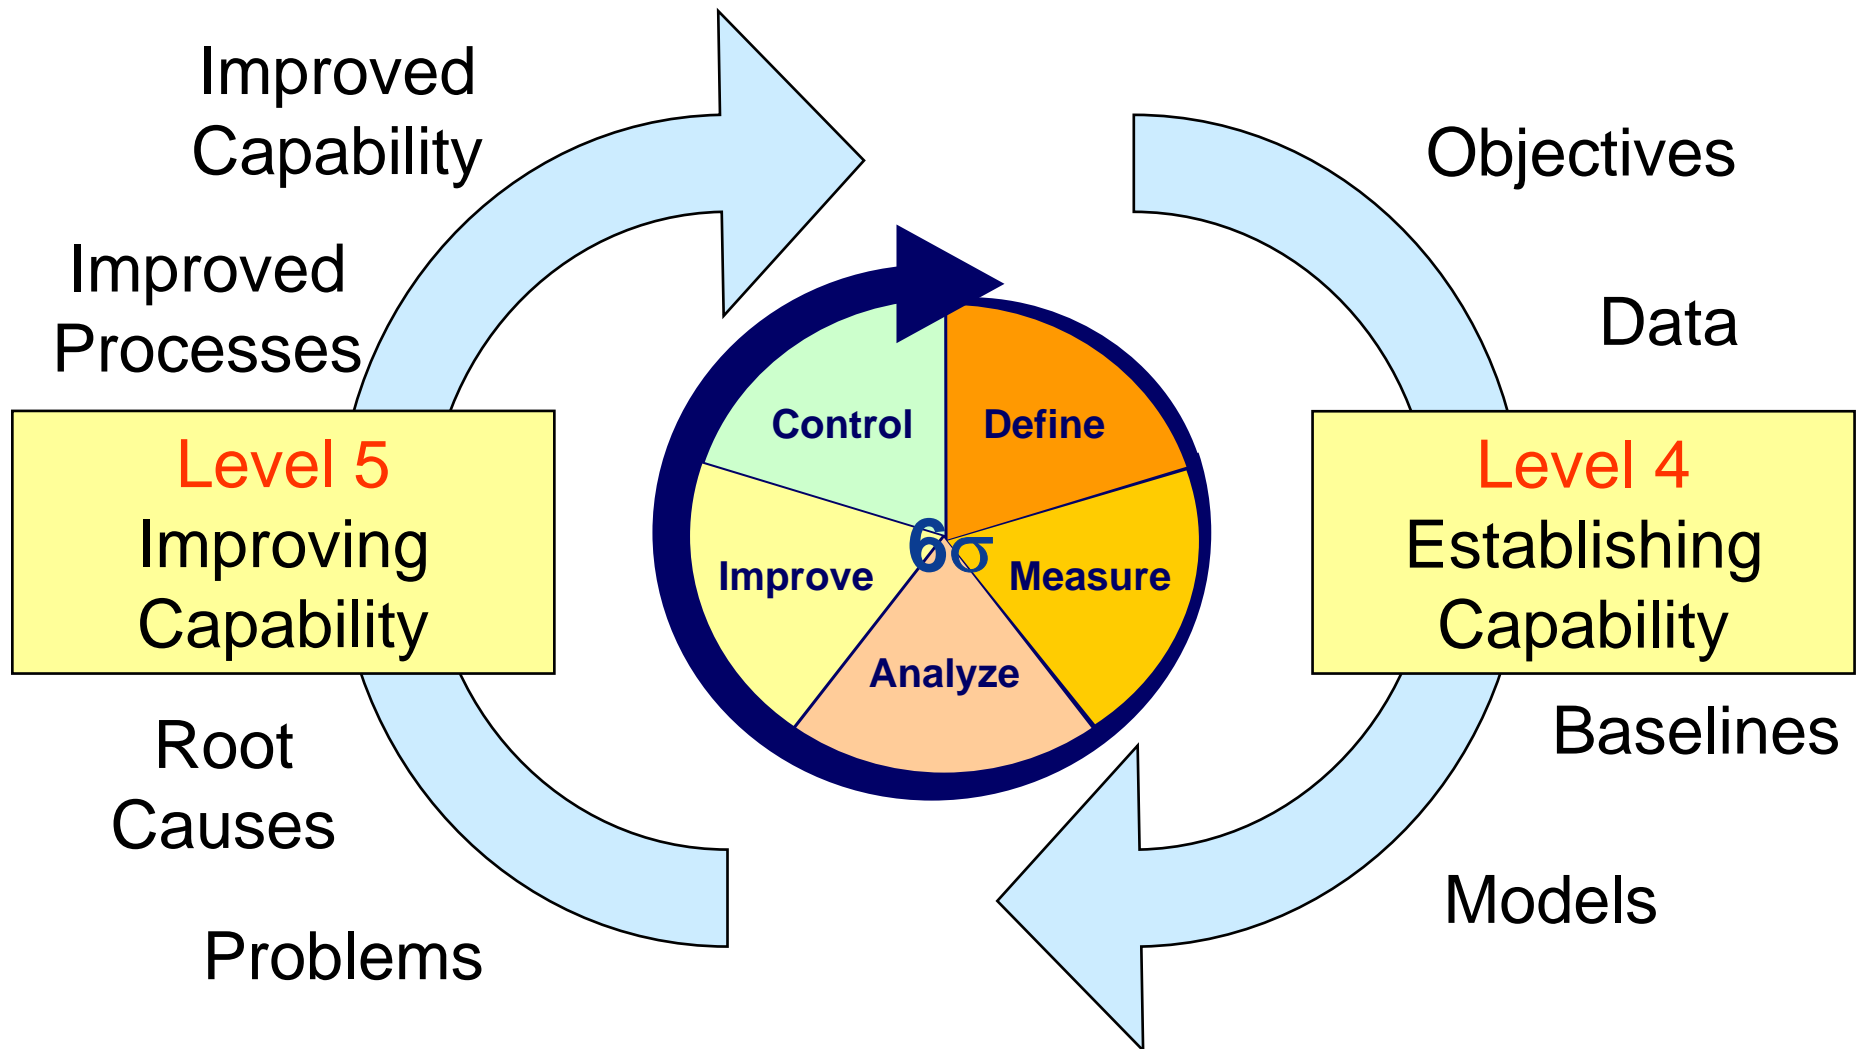 Improved
Capability
Improved
Processes
Level 5
Improving
Capability
Root
Causes
Problems
Control
Define
Improve
6σ
Measure
Analyze
Objectives
Data
Level 4
Establishing
Capability
Baselines
Models